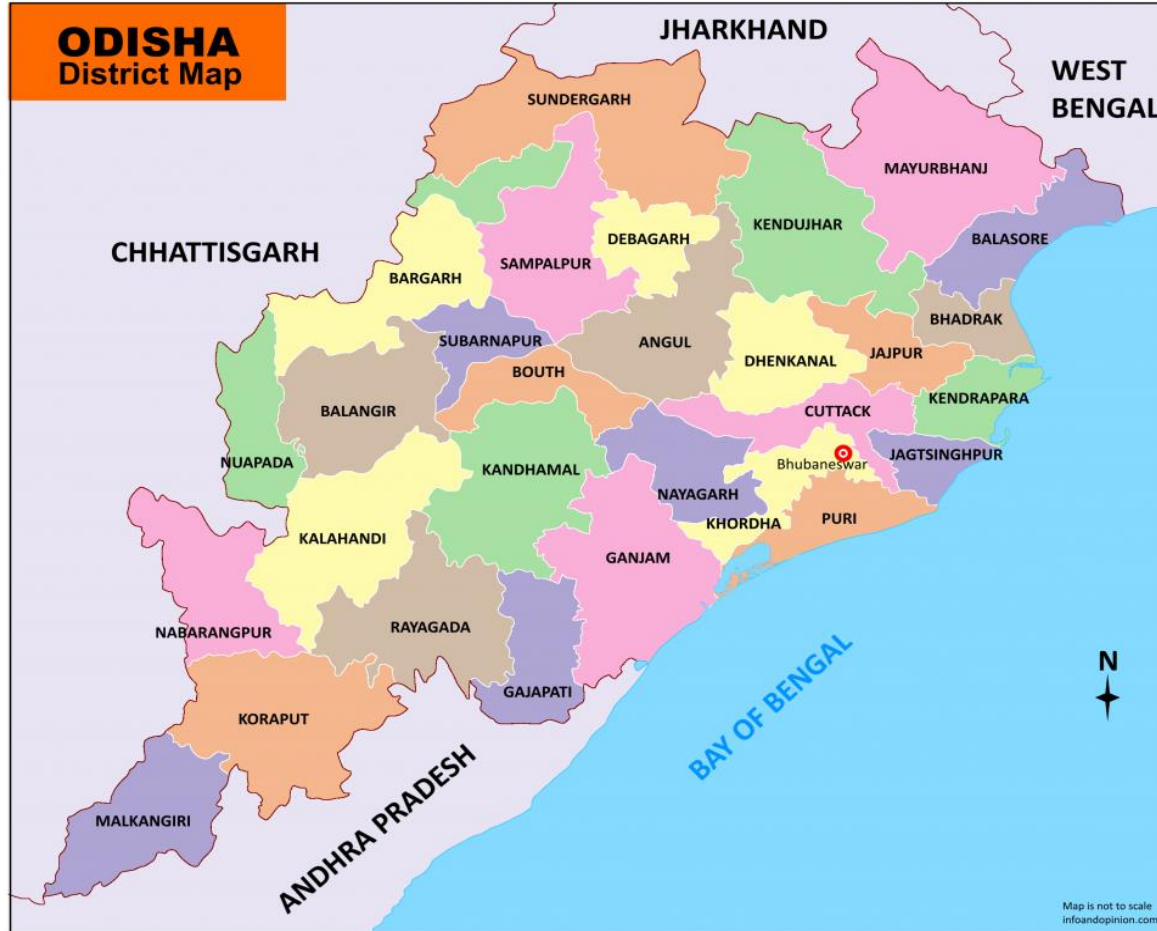 ODISHA
District Map
JHARKHAND
WEST
BENGAL
SUNDERGARH
MAYURBHANJ
KENDUJHAR
BALASORE
DEBAGARH
CHHATTISGARH
SAMPALPUR
BARGARH
BHADRAK
SUBARNAPUR
ANGUL
JAJPUR
DHENKANAL
BOUTH
KENDRAPARA
BALANGIR
CUTTACK
JAGTSINGHPUR
NUAPADA
KANDHAMAL
Bhubaneswar
NAYAGARH
PURI
KHORDHA
KALAHANDI
GANJAM
RAYAGADA
NABARANGPUR
N
GAJAPATI
KORAPUT
BAY OF BENGAL
MALKANGIRI
ANDHRA PRADESH
Map is not to scale
infoandopinion.com